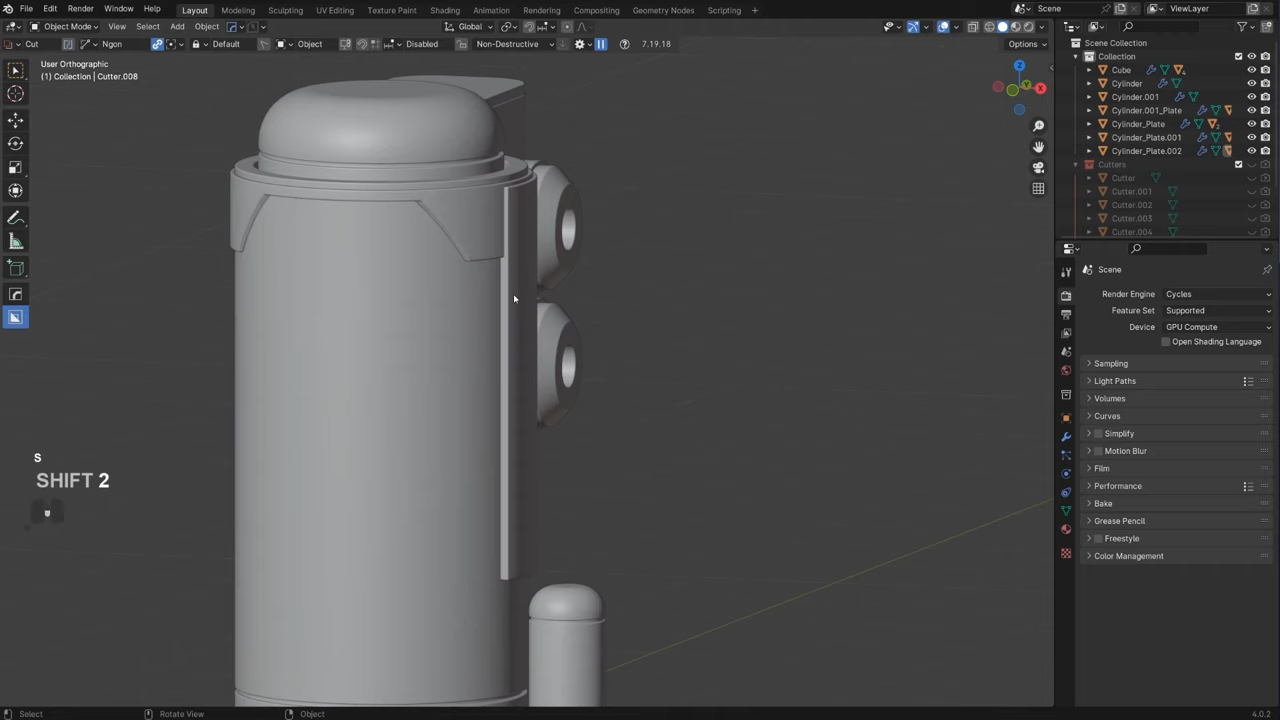 File Edit Render Window Help Layout Modeling Sculpting UV Editing Texture Paint Shading Animation Rendering Compositing Geometry Nodes Scripting + Scene ViewLayer
Object Mode View Select Add Object Global
Cut Ngon Default Object Disabled Non-Destructive 7.19.18 Options
User Orthographic
(1) Collection | Cutter.008
Z
Y
X
S
SHIFT 2
Scene Collection
Collection
Cube 4
Cylinder
Cylinder.001
Cylinder.001_Plate
Cylinder_Plate
Cylinder_Plate.001
Cylinder_Plate.002
Cutters
Cutter
Cutter.001
Cutter.002
Cutter.003
Cutter.004
Scene
Render Engine Cycles
Feature Set Supported
Device GPU Compute
Open Shading Language
Sampling
Light Paths
Volumes
Curves
Simplify
Motion Blur
Film
Performance
Bake
Grease Pencil
Freestyle
Color Management
Select Rotate View Object 4.0.2